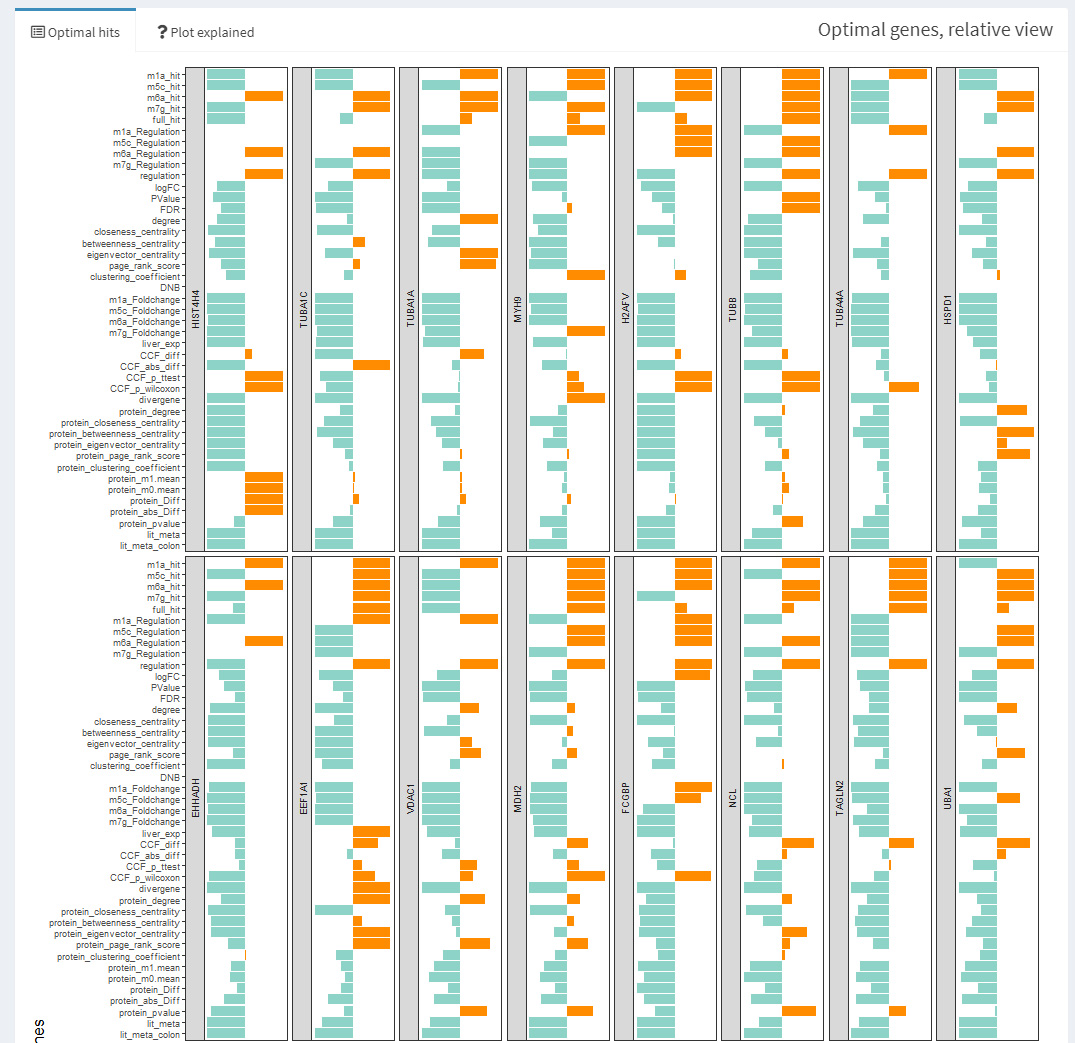 Optimal hits
? Plot explained
Optimal genes, relative view
m1a_hit
m5c_hit
m6a_hit
m7g_hit
full_hit
m1a_Regulation
m5c_Regulation
m6a_Regulation
m7g_Regulation
regulation
logFC
PValue
FDR
degree
closeness_centrality
betweenness_centrality
eigenvector_centrality
page_rank_score
clustering_coefficient
DNB
m1a_Foldchange
m5c_Foldchange
m6a_Foldchange
m7g_Foldchange
liver_exp
CCF_diff
CCF_abs_diff
CCF_p_ttest
CCF_p_wilcoxon
divergene
protein_degree
protein_closeness_centrality
protein_betweenness_centrality
protein_eigenvector_centrality
protein_page_rank_score
protein_clustering_coefficient
protein_m1.mean
protein_m0.mean
protein_Diff
protein_abs_Diff
protein_pvalue
lit_meta
lit_meta_colon
HIST4H4
TUBA1C
TUBA1A
MYH9
H2AFV
TUBB
TUBA4A
HSPD1
m1a_hit
m5c_hit
m6a_hit
m7g_hit
full_hit
m1a_Regulation
m5c_Regulation
m6a_Regulation
m7g_Regulation
regulation
logFC
PValue
FDR
degree
closeness_centrality
betweenness_centrality
eigenvector_centrality
page_rank_score
clustering_coefficient
DNB
m1a_Foldchange
m5c_Foldchange
m6a_Foldchange
m7g_Foldchange
liver_exp
CCF_diff
CCF_abs_diff
CCF_p_ttest
CCF_p_wilcoxon
divergene
protein_degree
protein_closeness_centrality
protein_betweenness_centrality
protein_eigenvector_centrality
protein_page_rank_score
protein_clustering_coefficient
protein_m1.mean
protein_m0.mean
protein_Diff
protein_abs_Diff
protein_pvalue
lit_meta
lit_meta_colon
EHHADH
EEF1A1
VDAC1
MDH2
FCGBP
NCL
TAGLN2
UBA1
nes